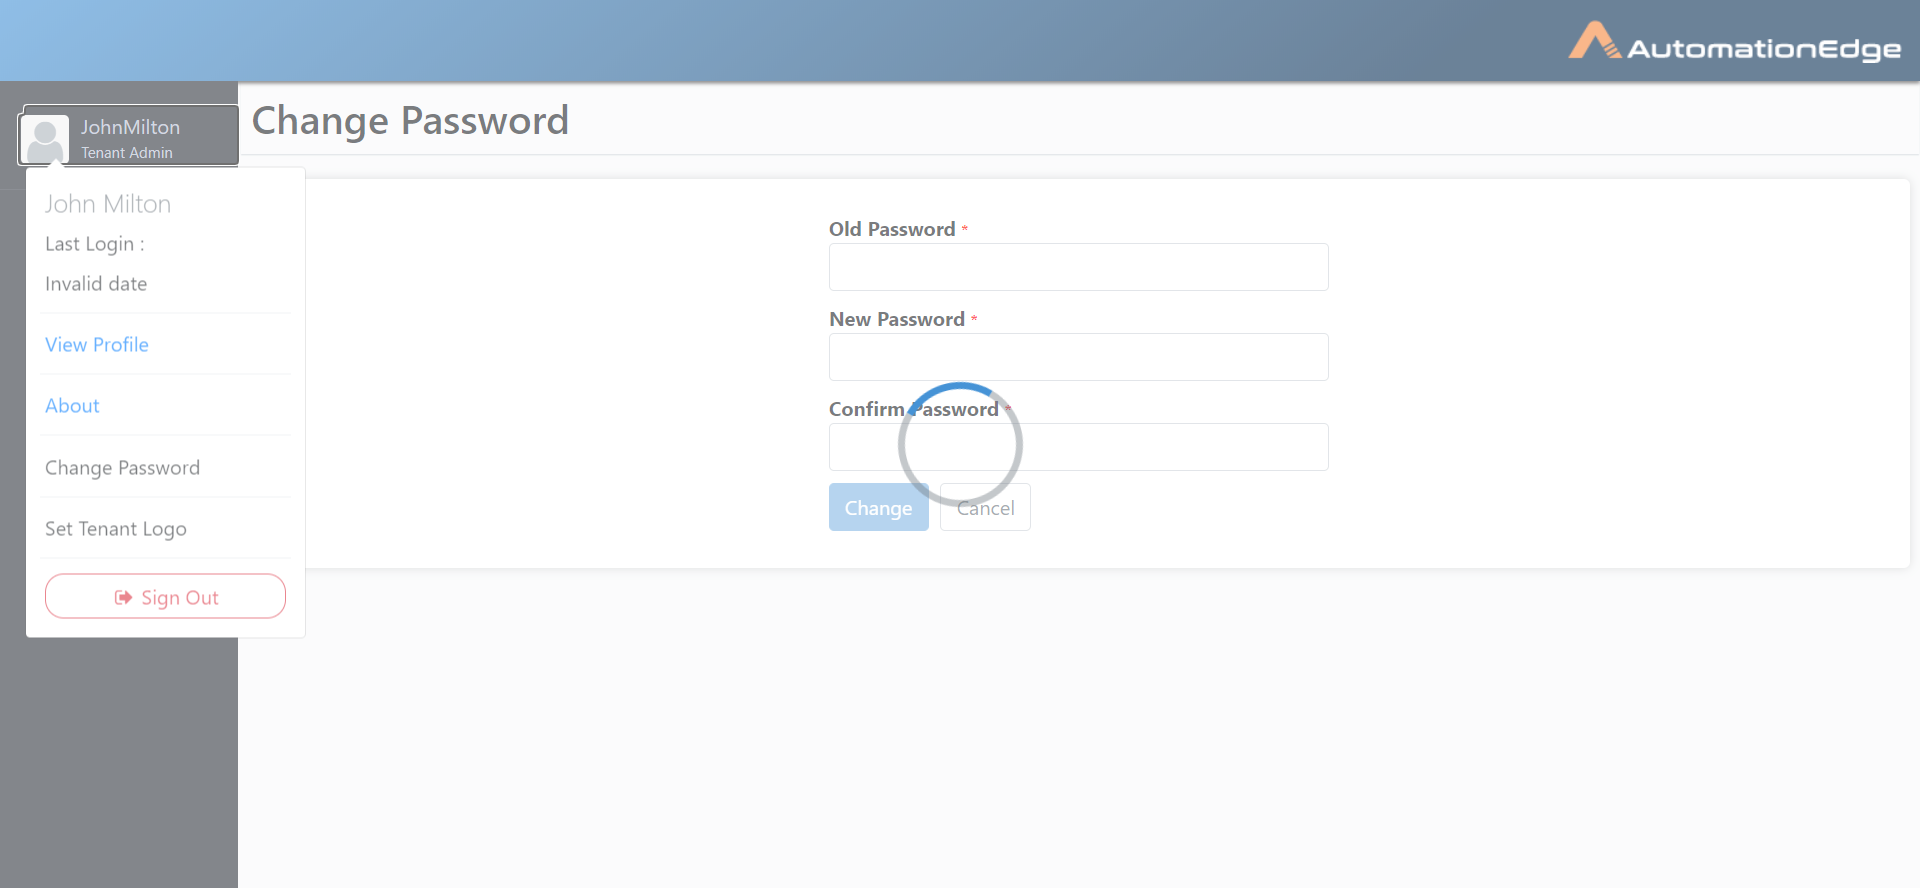 AutomationEdge
JohnMilton
Tenant Admin
Change Password
John Milton
Last Login :
Invalid date
View Profile
About
Change Password
Set Tenant Logo
Sign Out
Old Password *
New Password *
Confirm Password *
Change
Cancel